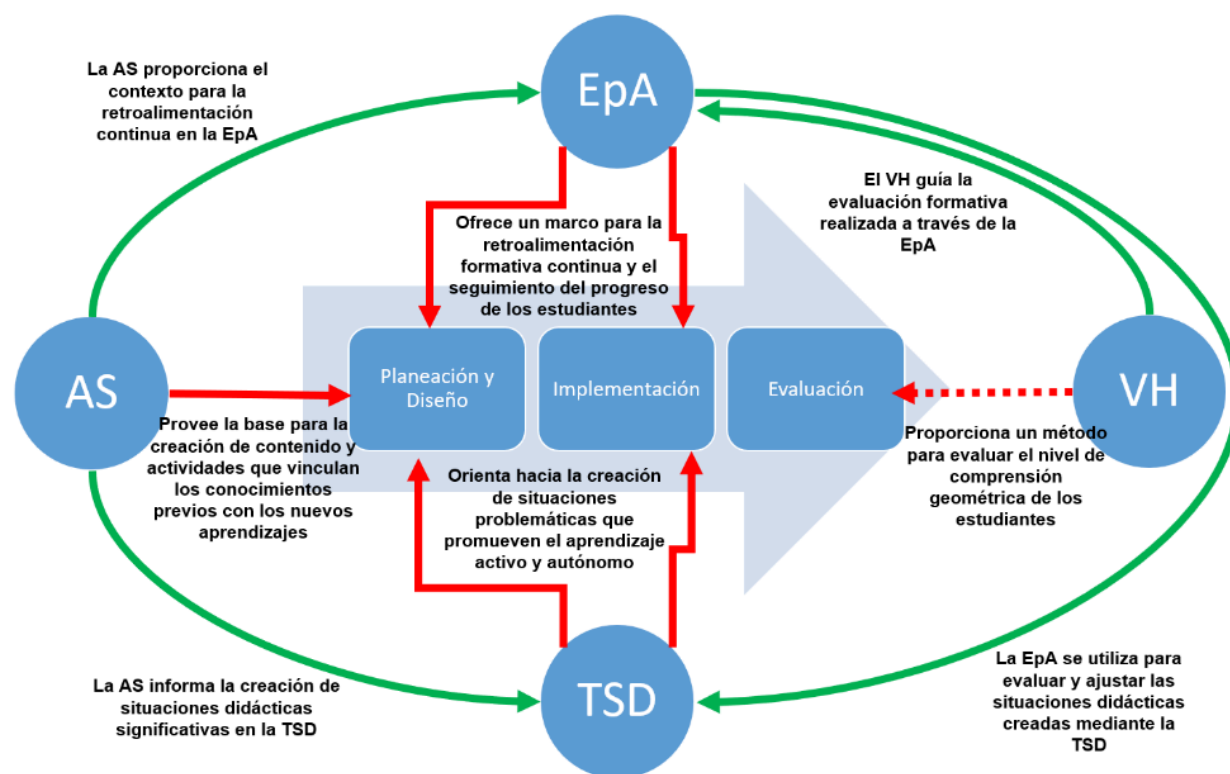 EpA
La AS proporciona el
contexto para la
retroalimentación
continua en la EpA
El VH guía la
evaluación formativa
realizada a través de la
EpA
Ofrece un marco para la
retroalimentación
formativa continua y el
seguimiento del progreso
de los estudiantes
AS
Planeación y
Diseño
Implementación
Evaluación
VH
Provee la base para la
creación de contenido y
actividades que vinculan
los conocimientos
previos con los nuevos
aprendizajes
Orienta hacia la creación
de situaciones
problemáticas que
promueven el aprendizaje
activo y autónomo
Proporciona un método
para evaluar el nivel de
comprensión
geométrica de los
estudiantes
La AS informa la creación de
situaciones didácticas
significativas en la TSD
TSD
La EpA se utiliza para
evaluar y ajustar las
situaciones didácticas
creadas mediante la
TSD